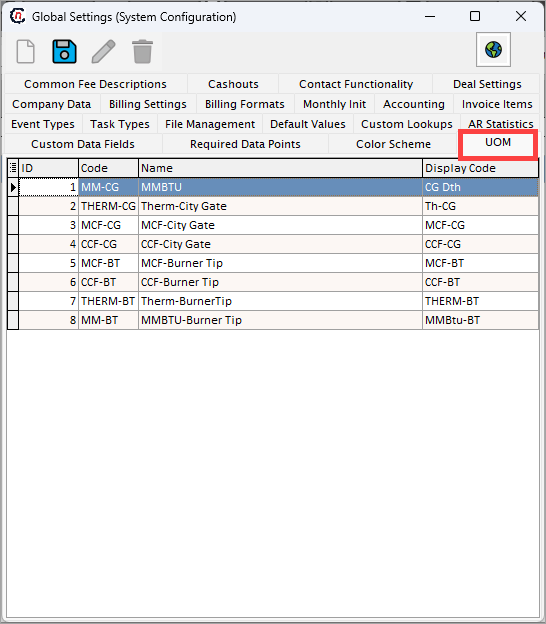 Global Settings (System Configuration)
Common Fee Descriptions Cashouts Contact Functionality Deal Settings
Company Data Billing Settings Billing Formats Monthly Init Accounting Invoice Items
Event Types Task Types File Management Default Values Custom Lookups AR Statistics
Custom Data Fields Required Data Points Color Scheme UOM
ID Code Name Display Code
1 MM-CG MMBTU CG Dth
2 THERM-CG Therm-City Gate Th-CG
3 MCF-CG MCF-City Gate MCF-CG
4 CCF-CG CCF-City Gate CCF-CG
5 MCF-BT MCF-Burner Tip MCF-BT
6 CCF-BT CCF-Burner Tip CCF-BT
7 THERM-BT Therm-BurnerTip THERM-BT
8 MM-BT MMBTU-Burner Tip MMBtu-BT